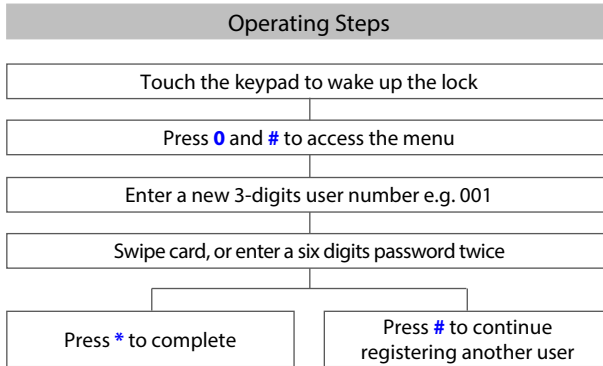 Operating Steps
Touch the keypad to wake up the lock
Press 0 and # to access the menu
Enter a new 3-digits user number e.g. 001
Swipe card, or enter a six digits password twice
Press * to complete
Press # to continue
registering another user